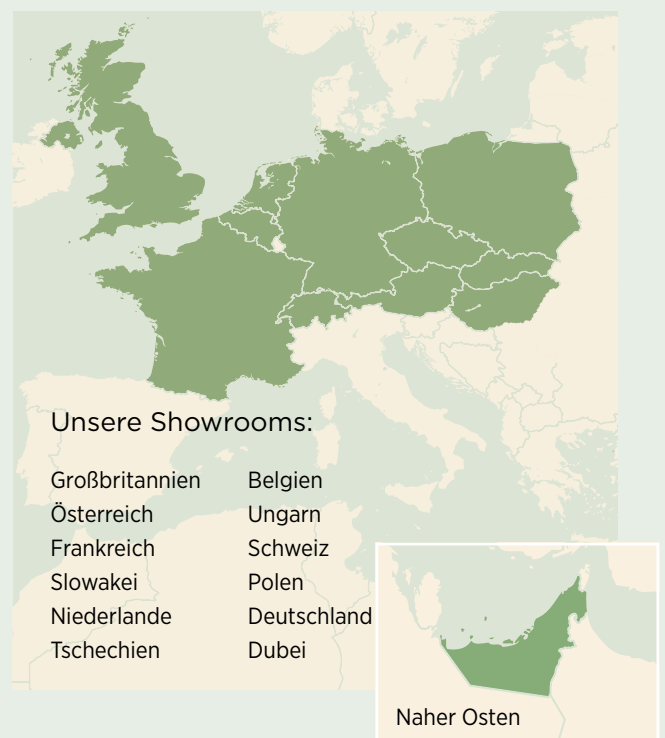 Unsere Showrooms:
Großbritannien
Österreich
Frankreich
Slowakei
Niederlande
Tschechien
Belgien
Ungarn
Schweiz
Polen
Deutschland
Dubei
Naher Osten